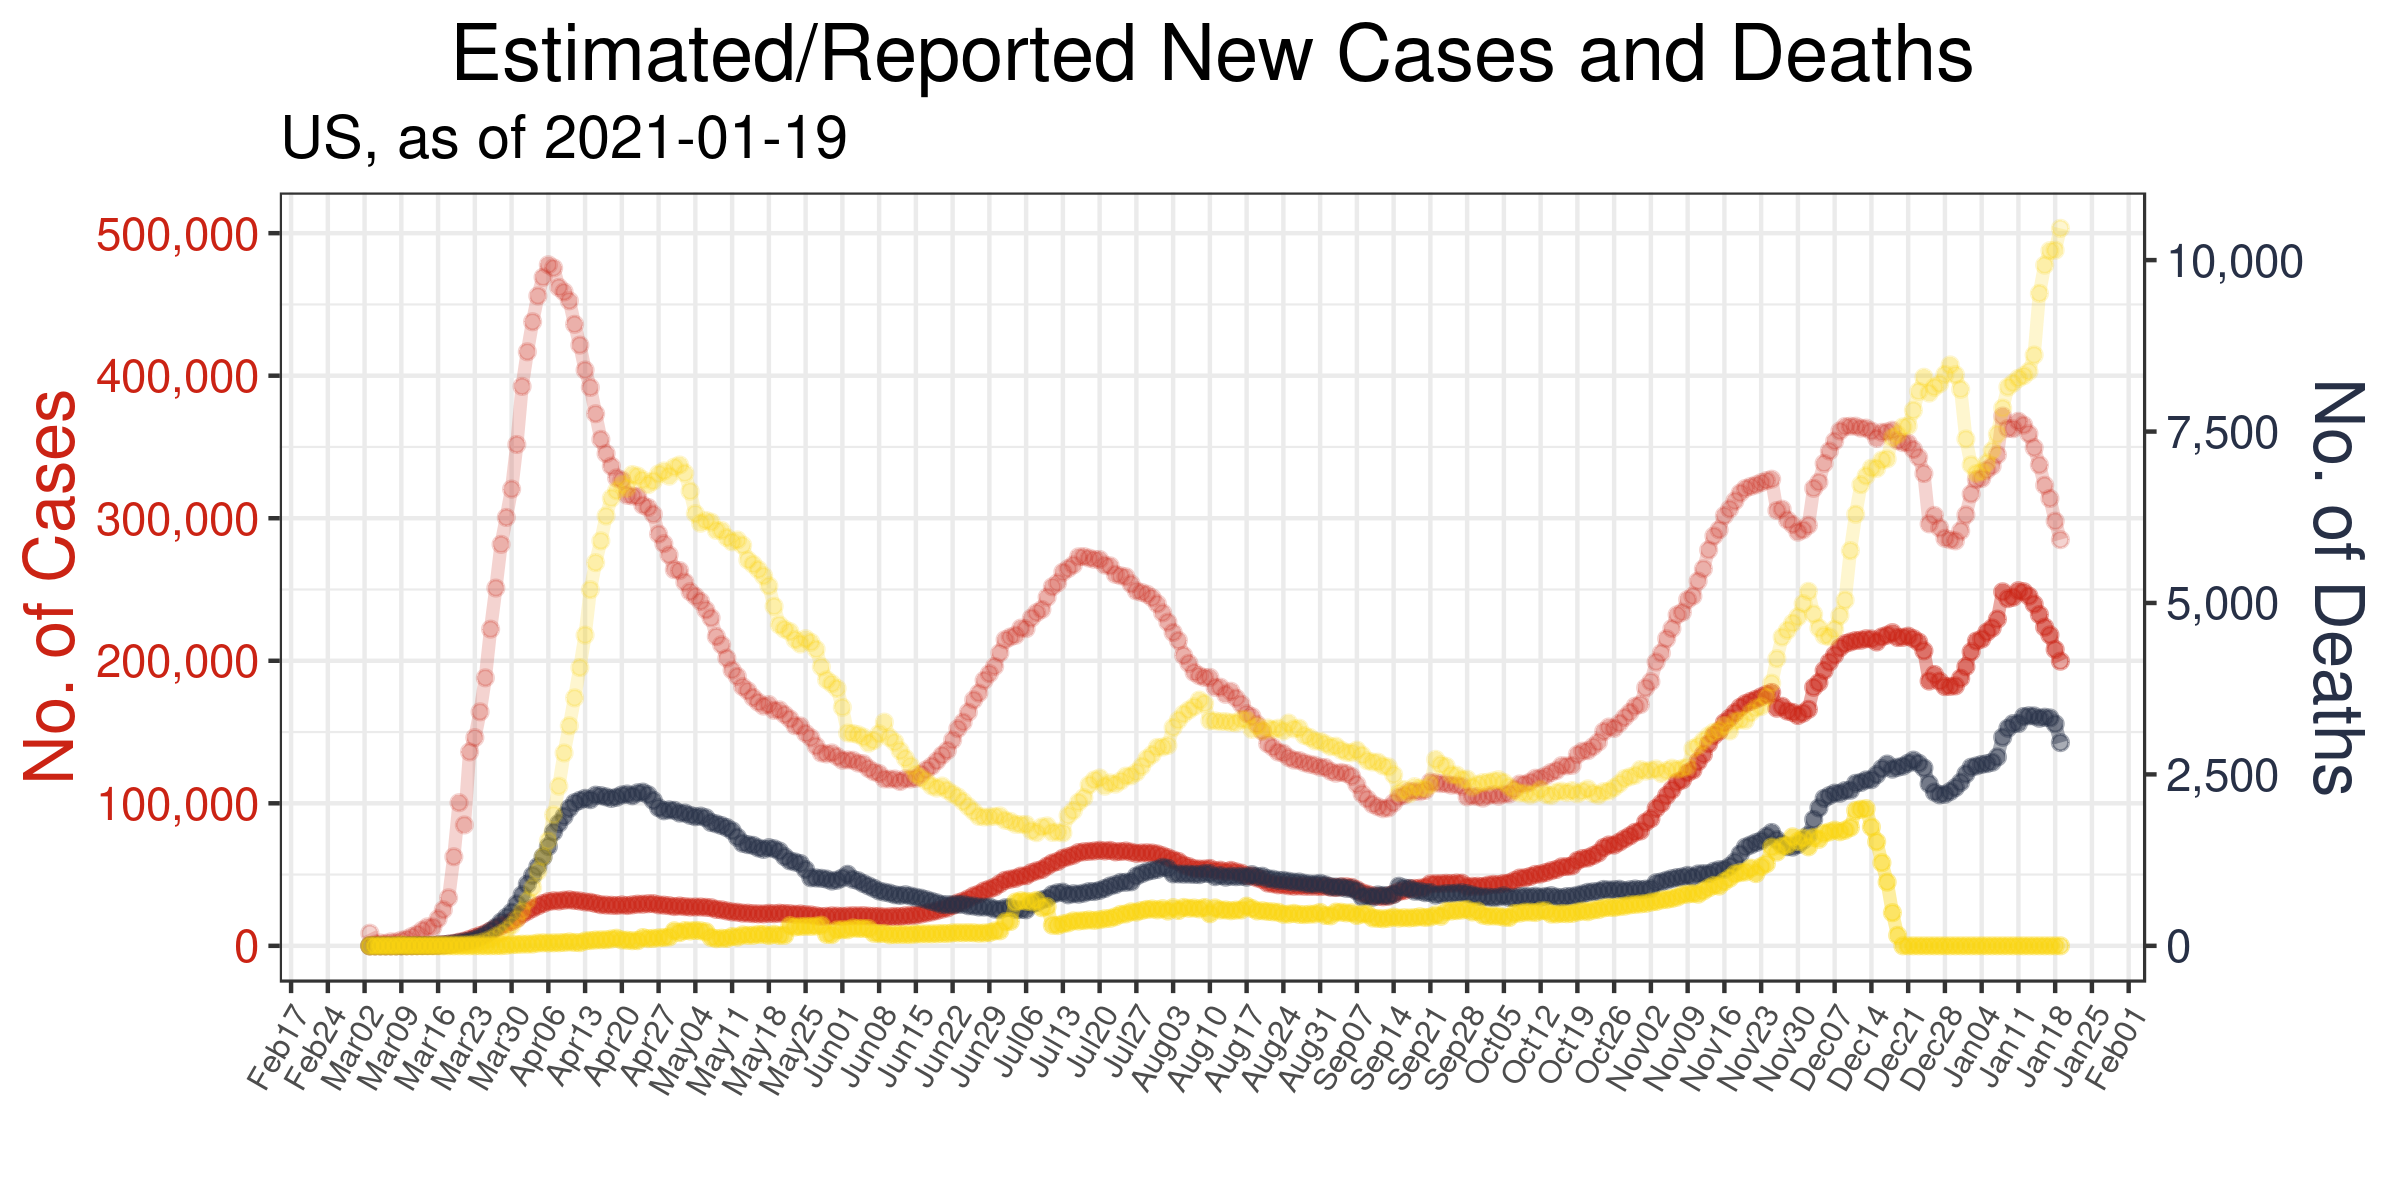 Estimated/Reported New Cases and Deaths
US, as of 2021-01-19
No. of Cases
500,000
400,000
300,000
200,000
100,000
0
10,000
7,500
5,000
2,500
0
No. of Deaths
Feb17
Feb24
Mar02
Mar09
Mar16
Mar23
Mar30
Apr06
Apr13
Apr20
Apr27
May04
May11
May18
May25
Jun01
Jun08
Jun15
Jun22
Jun29
Jul06
Jul13
Jul20
Jul27
Aug03
Aug10
Aug17
Aug24
Aug31
Sep07
Sep14
Sep21
Sep28
Oct05
Oct12
Oct19
Oct26
Nov02
Nov09
Nov16
Nov23
Nov30
Dec07
Dec14
Dec21
Dec28
Jan04
Jan11
Jan18
Jan25
Feb01